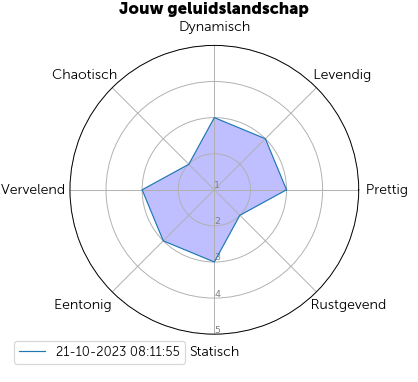 Jouw geluidslandschap
Dynamisch
Chaotisch
Levendig
Vervelend
1
Prettig
2
3
Eentonig
4
Rustgevend
5
21-10-2023 08:11:55
Statisch